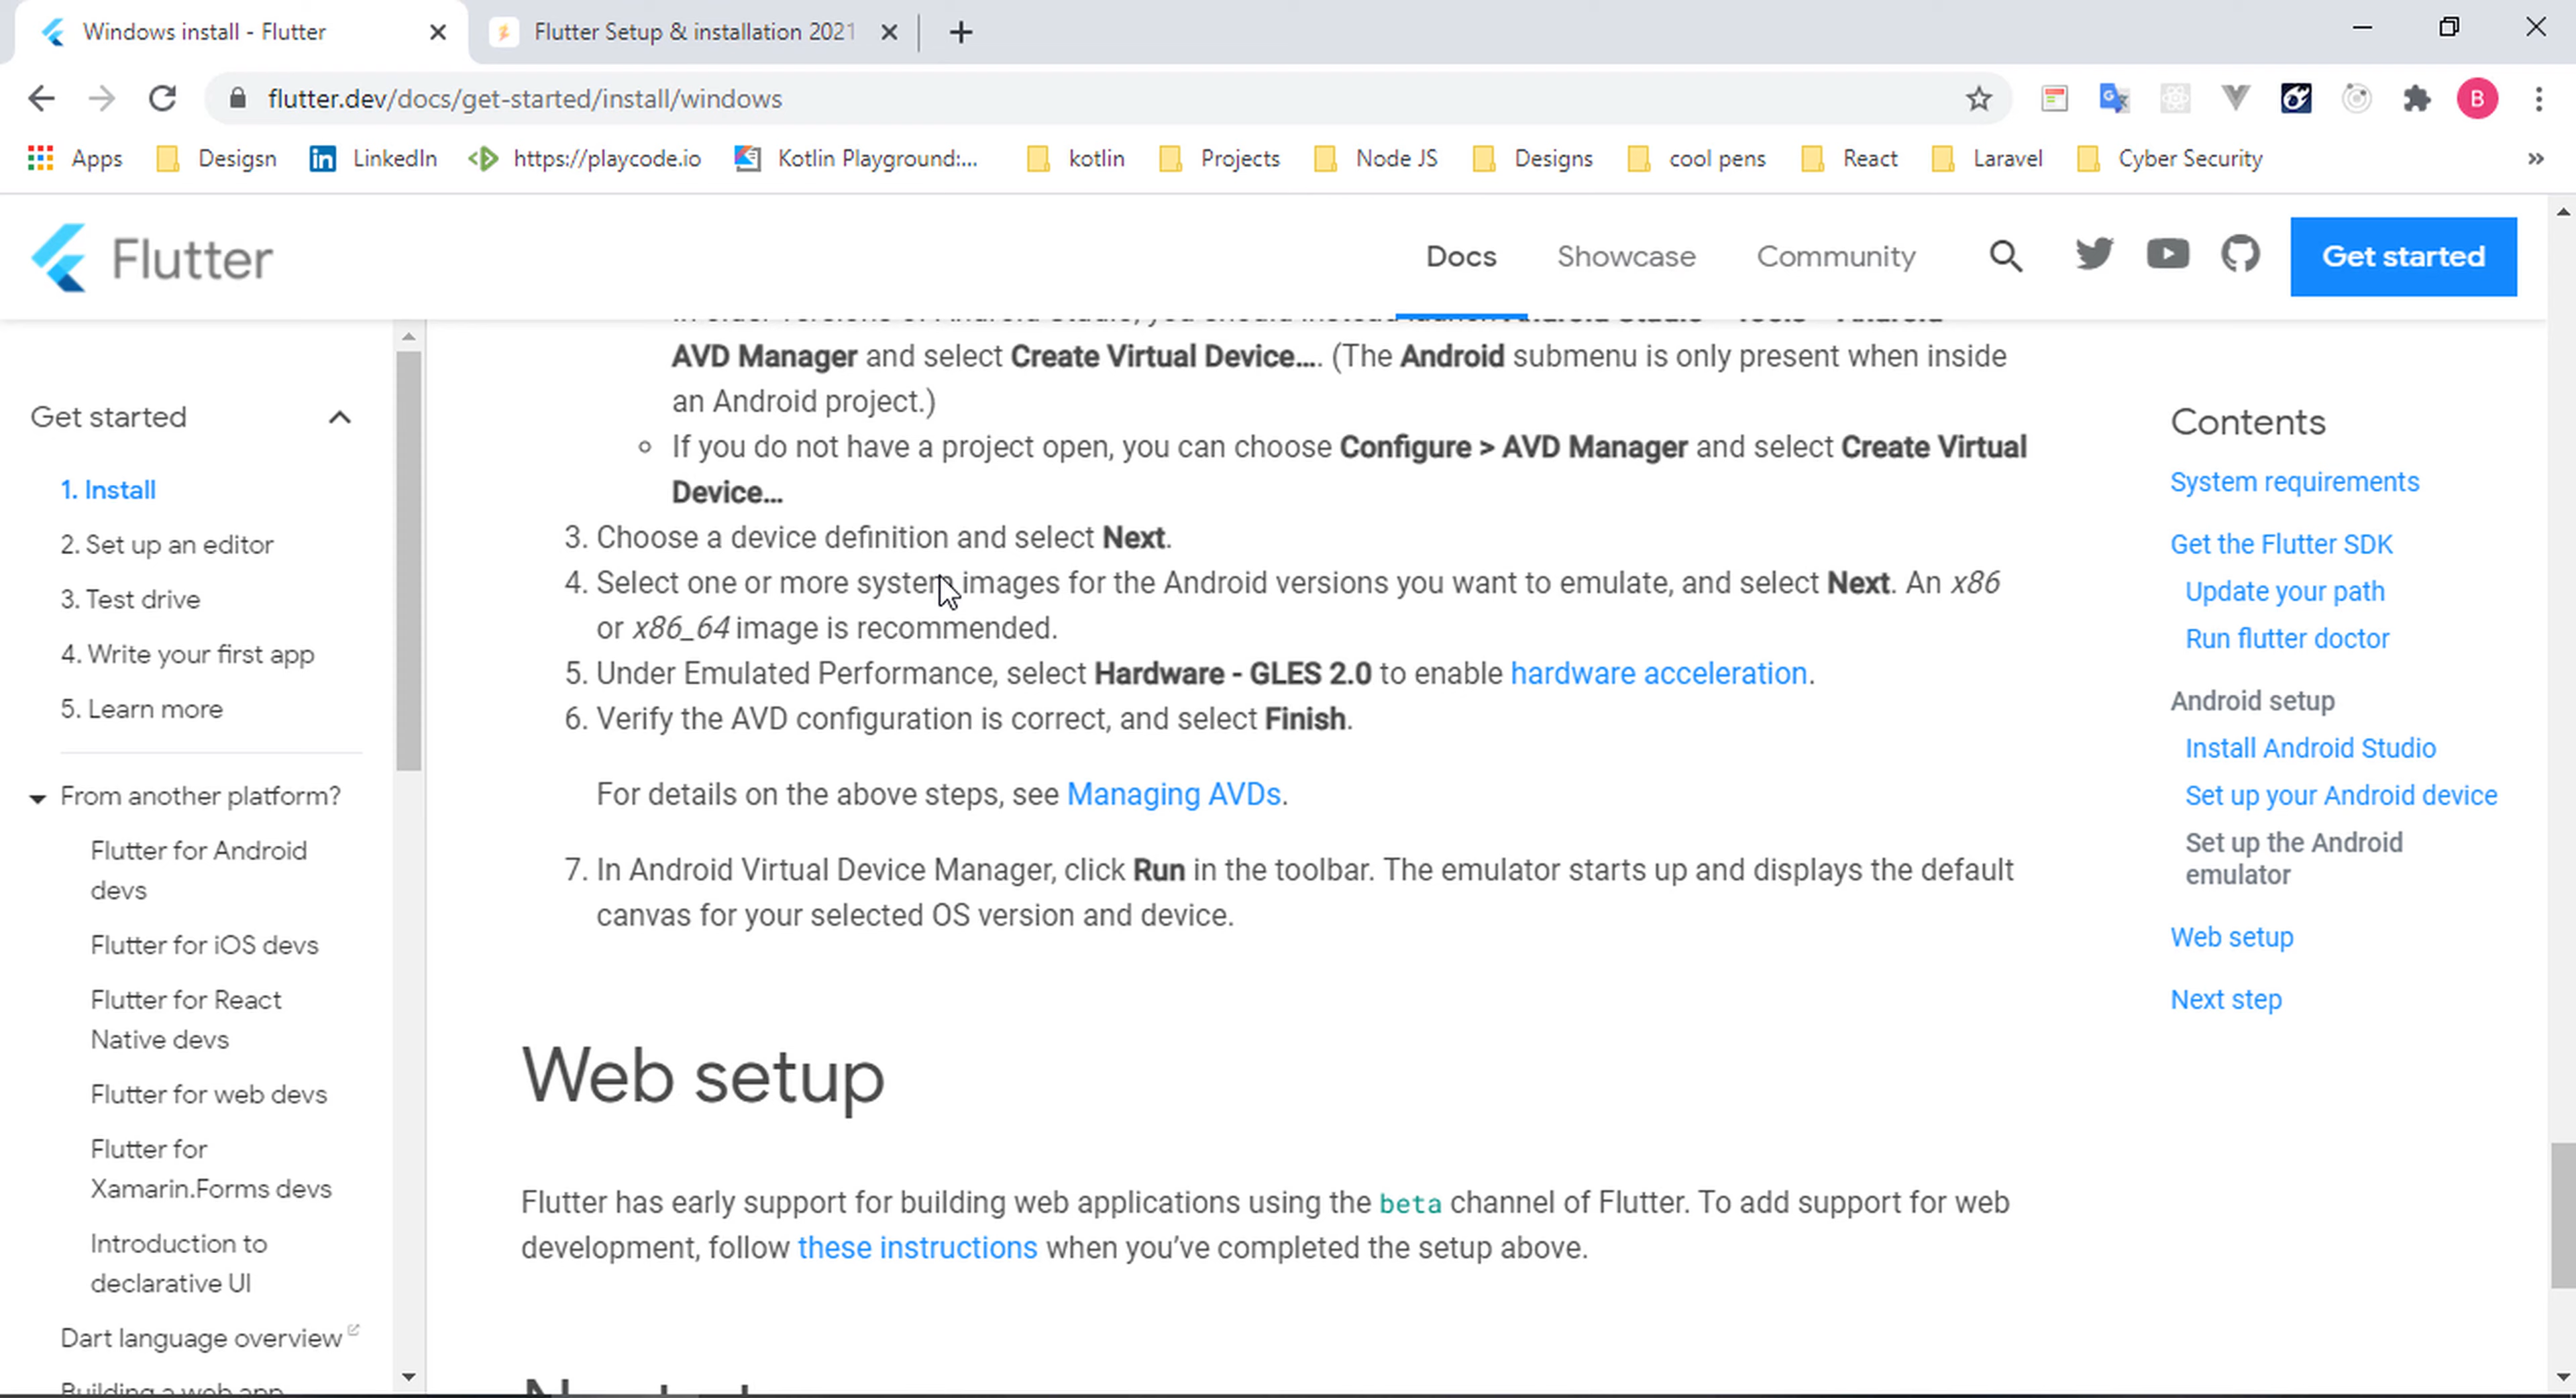 Windows install - Flutter
Flutter Setup & installation 2021
flutter.dev/docs/get-started/install/windows
B
Apps
Desigsn
LinkedIn
https://playcode.io
Kotlin Playground:...
kotlin
Projects
Node JS
Designs
cool pens
React
Laravel
Cyber Security
»
Flutter
Docs
Showcase
Community
Get started
Get started
1. Install
2. Set up an editor
3. Test drive
4. Write your first app
5. Learn more
From another platform?
Flutter for Android
devs
Flutter for iOS devs
Flutter for React
Native devs
Flutter for web devs
Flutter for
Xamarin.Forms devs
Introduction to
declarative UI
Dart language overview
Building a web app
AVD Manager and select Create Virtual Device.... (The Android submenu is only present when inside
an Android project.)
If you do not have a project open, you can choose Configure > AVD Manager and select Create Virtual
Device...
3. Choose a device definition and select Next.
4. Select one or more system images for the Android versions you want to emulate, and select Next. An x86
or x86_64 image is recommended.
5. Under Emulated Performance, select Hardware - GLES 2.0 to enable hardware acceleration.
6. Verify the AVD configuration is correct, and select Finish.
For details on the above steps, see Managing AVDs.
7. In Android Virtual Device Manager, click Run in the toolbar. The emulator starts up and displays the default
canvas for your selected OS version and device.
Web setup
Flutter has early support for building web applications using the beta channel of Flutter. To add support for web
development, follow these instructions when you've completed the setup above.
Contents
System requirements
Get the Flutter SDK
Update your path
Run flutter doctor
Android setup
Install Android Studio
Set up your Android device
Set up the Android
emulator
Web setup
Next step